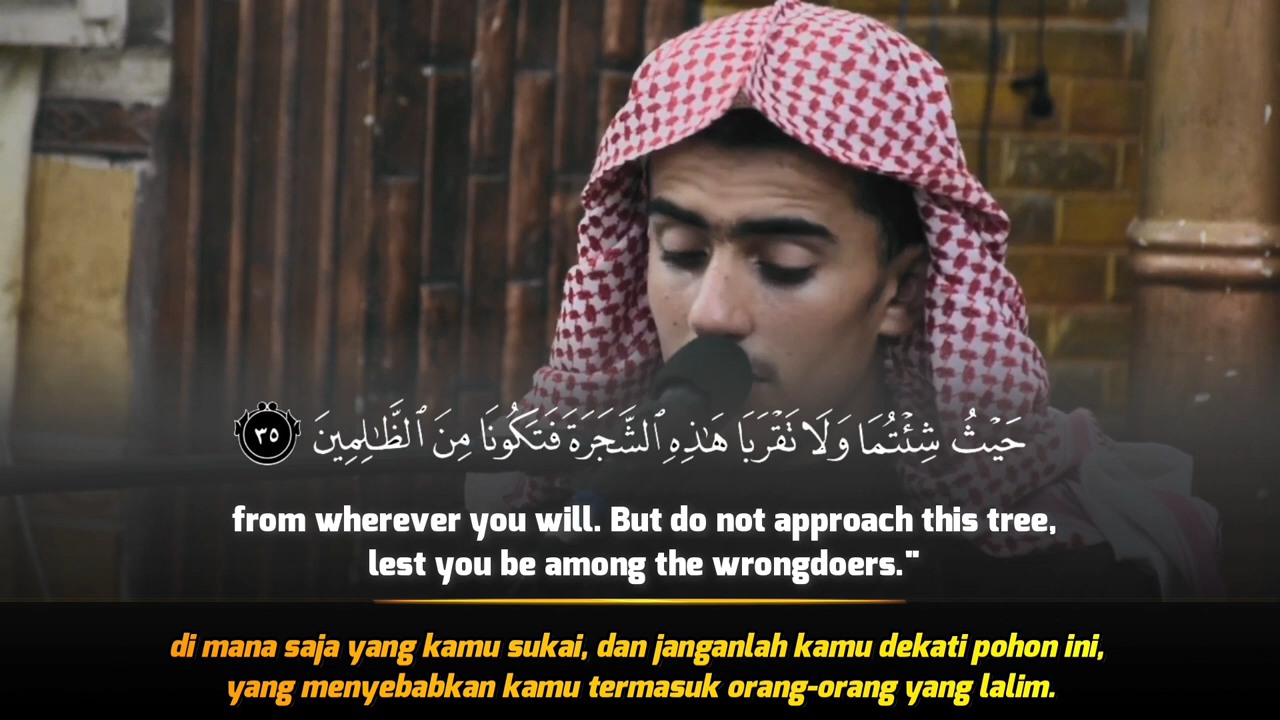 حَيْثُ شِئْتُمَا وَلَا تَقْرَبَا هَٰذِهِ ٱلشَّجَرَةَ فَتَكُونَا مِنَ ٱلظَّٰلِمِينَ ٣٥
from wherever you will. But do not approach this tree,
lest you be among the wrongdoers."
di mana saja yang kamu sukai, dan janganlah kamu dekati pohon ini,
yang menyebabkan kamu termasuk orang-orang yang lalim.